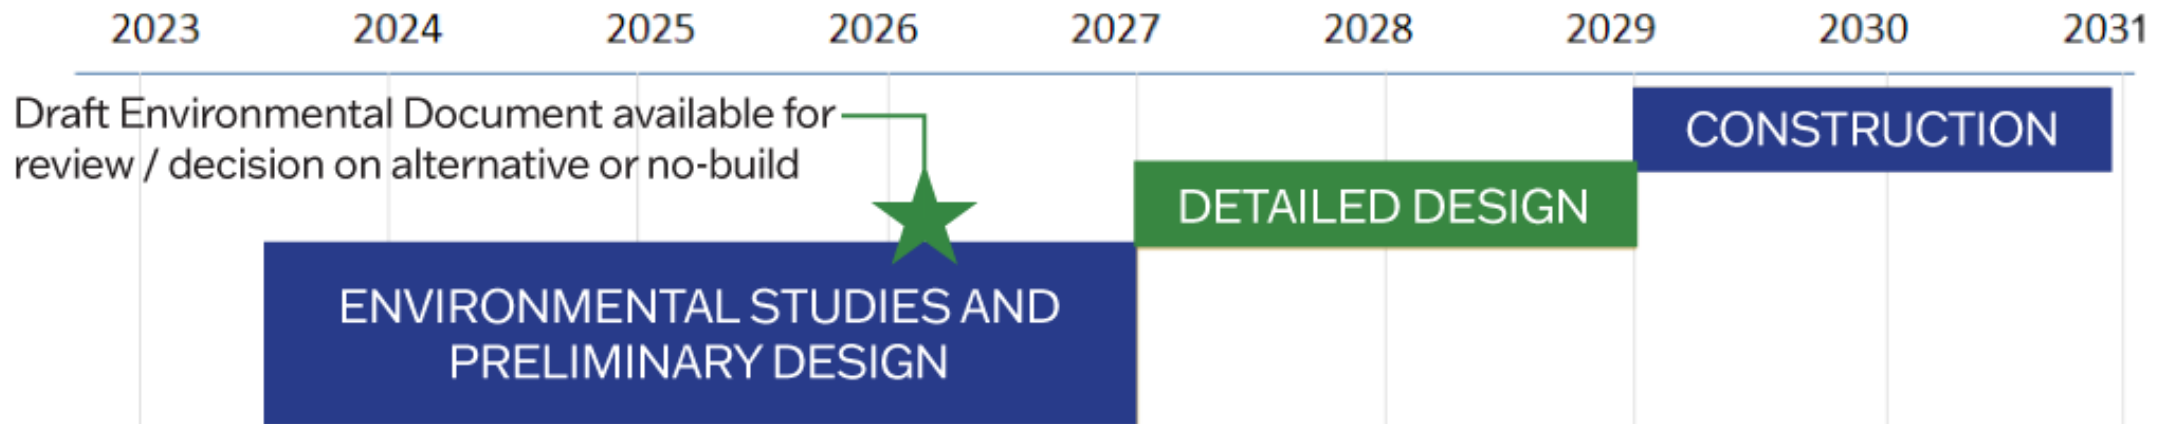 2023 2024 2025 2026 2027 2028 2029 2030 2031
Draft Environmental Document available for
review / decision on alternative or no-build
CONSTRUCTION
DETAILED DESIGN
ENVIRONMENTAL STUDIES AND
PRELIMINARY DESIGN